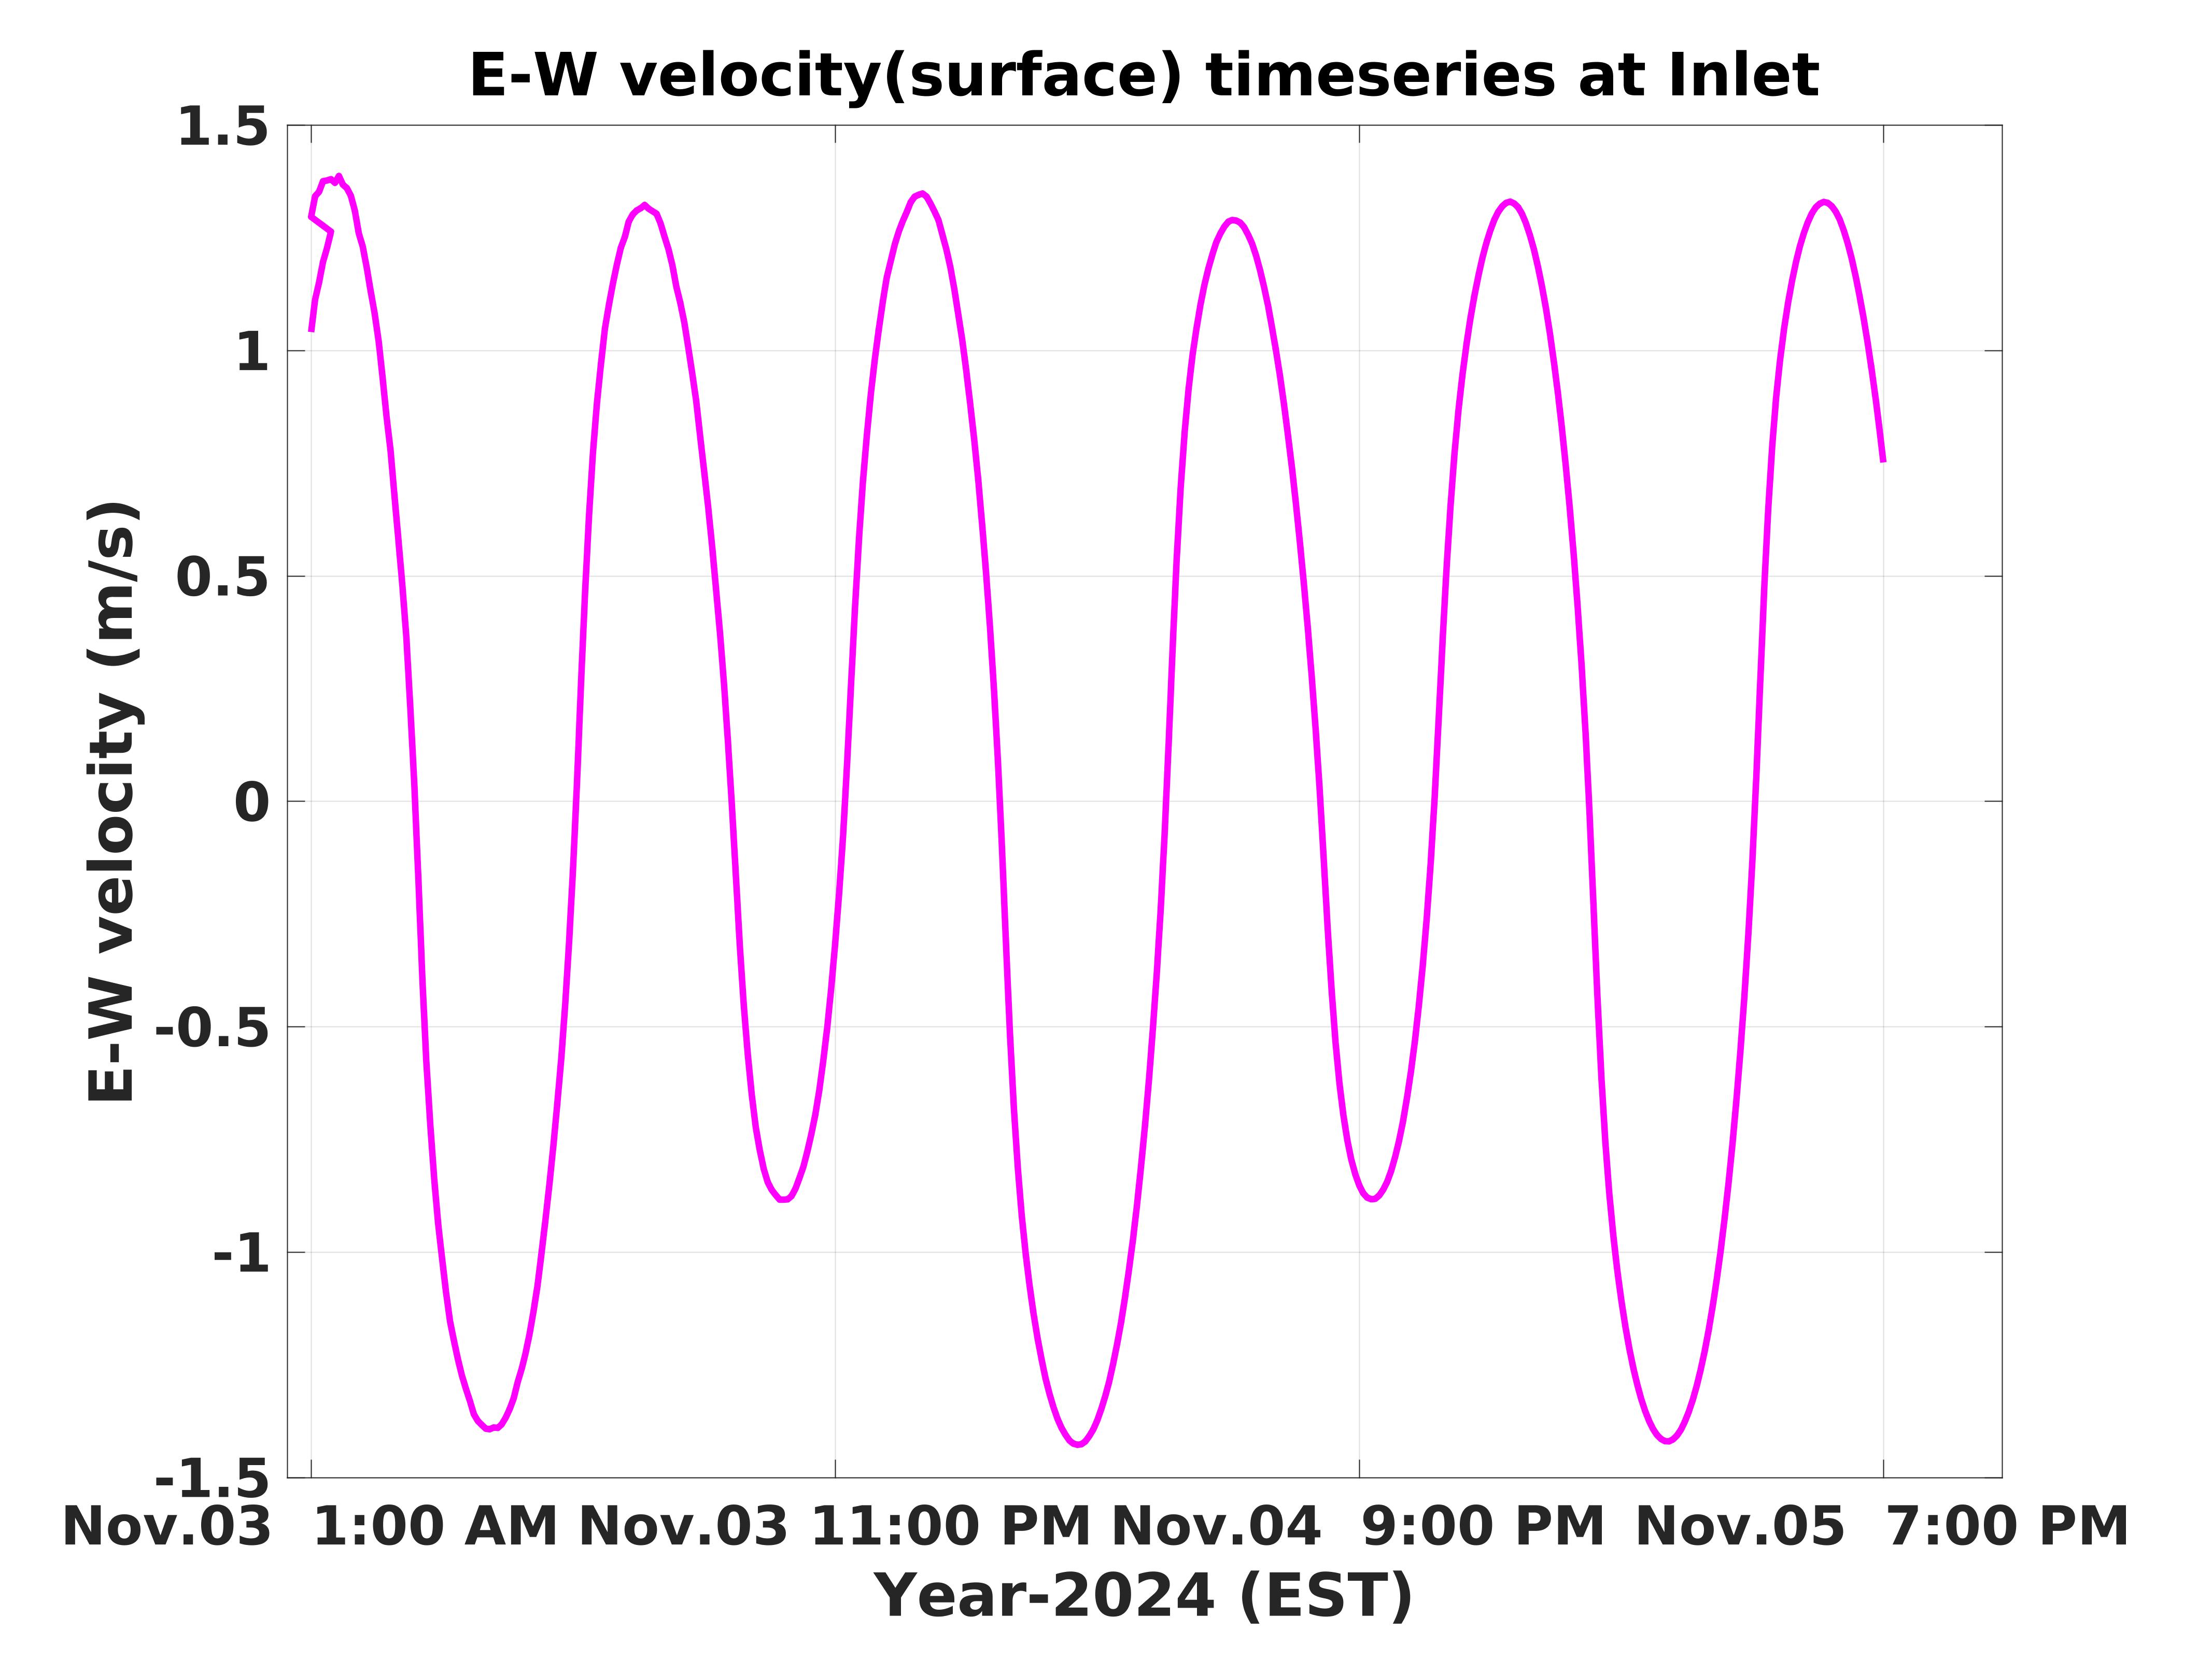 E-W velocity(surface) timeseries at Inlet
1.5
1
0.5
0
-0.5
-1
-1.5
E-W velocity (m/s)
Nov.03 1:00 AM Nov.03 11:00 PM Nov.04 9:00 PM Nov.05 7:00 PM
Year-2024 (EST)